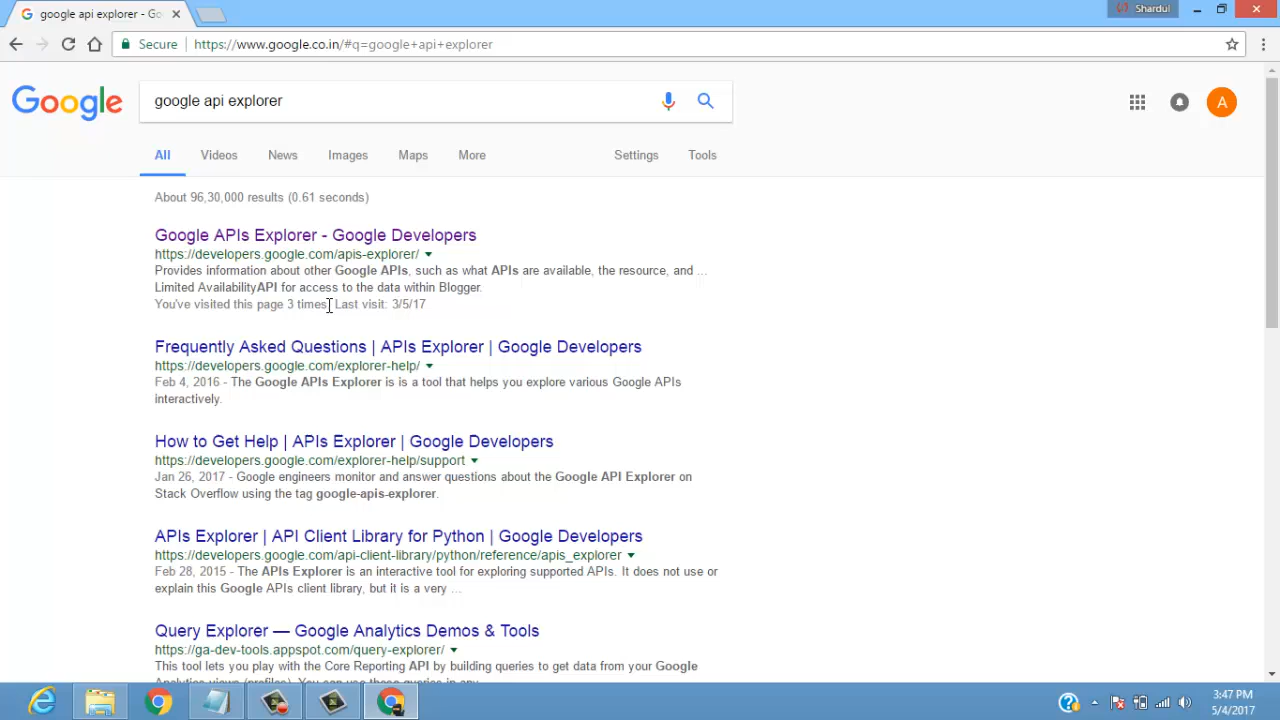 google api explorer - Go
Shardul
Secure https://www.google.co.in/#q=google+api+explorer
Google
google api explorer
A
All Videos News Images Maps More Settings Tools
About 96,30,000 results (0.61 seconds)
Google APIs Explorer - Google Developers
https://developers.google.com/apis-explorer/
Provides information about other Google APIs, such as what APIs are available, the resource, and ...
Limited AvailabilityAPI for access to the data within Blogger.
You've visited this page 3 times. Last visit: 3/5/17
Frequently Asked Questions | APIs Explorer | Google Developers
https://developers.google.com/explorer-help/
Feb 4, 2016 - The Google APIs Explorer is is a tool that helps you explore various Google APIs
interactively.
How to Get Help | APIs Explorer | Google Developers
https://developers.google.com/explorer-help/support
Jan 26, 2017 - Google engineers monitor and answer questions about the Google API Explorer on
Stack Overflow using the tag google-apis-explorer.
APIs Explorer | API Client Library for Python | Google Developers
https://developers.google.com/api-client-library/python/reference/apis_explorer
Feb 28, 2015 - The APIs Explorer is an interactive tool for exploring supported APIs. It does not use or
explain this Google APIs client library, but it is a very ...
Query Explorer — Google Analytics Demos & Tools
https://ga-dev-tools.appspot.com/query-explorer/
This tool lets you play with the Core Reporting API by building queries to get data from your Google
Analytics views (profiles). You can use these queries in any
3:47 PM
5/4/2017